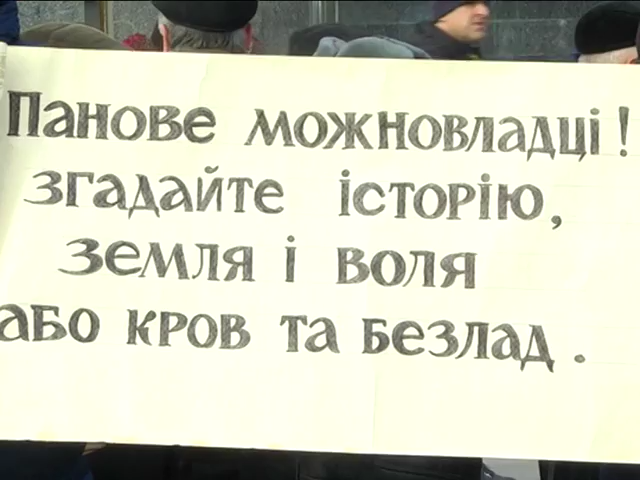 Панове можновладці!
згадайте історію,
земля і воля
або кров та безлад.